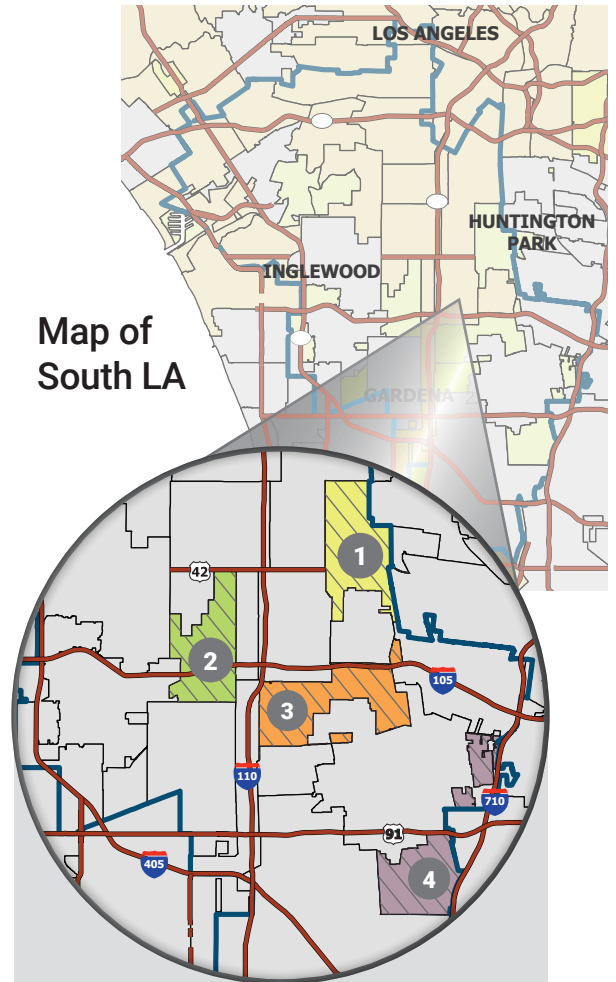 LOS ANGELES
HUNTINGTON
PARK
INGLEWOOD
Map of
South LA
GARDENA
1
42
2
105
3
110
710
91
405
4